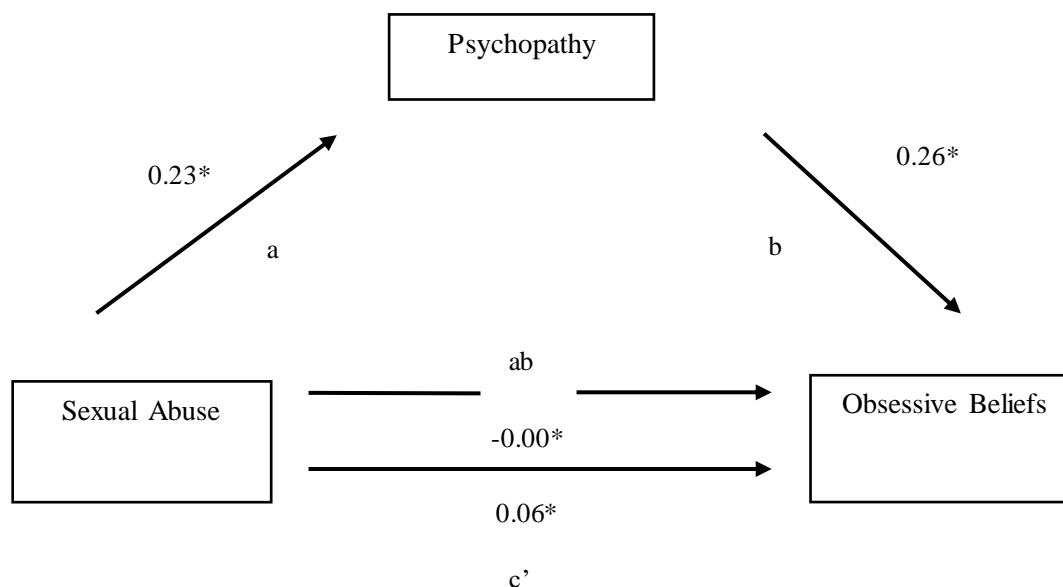 Psychopathy
0.23*
0.26*
a
b
ab
Sexual Abuse
Obsessive Beliefs
-0.00*
0.06*
c’